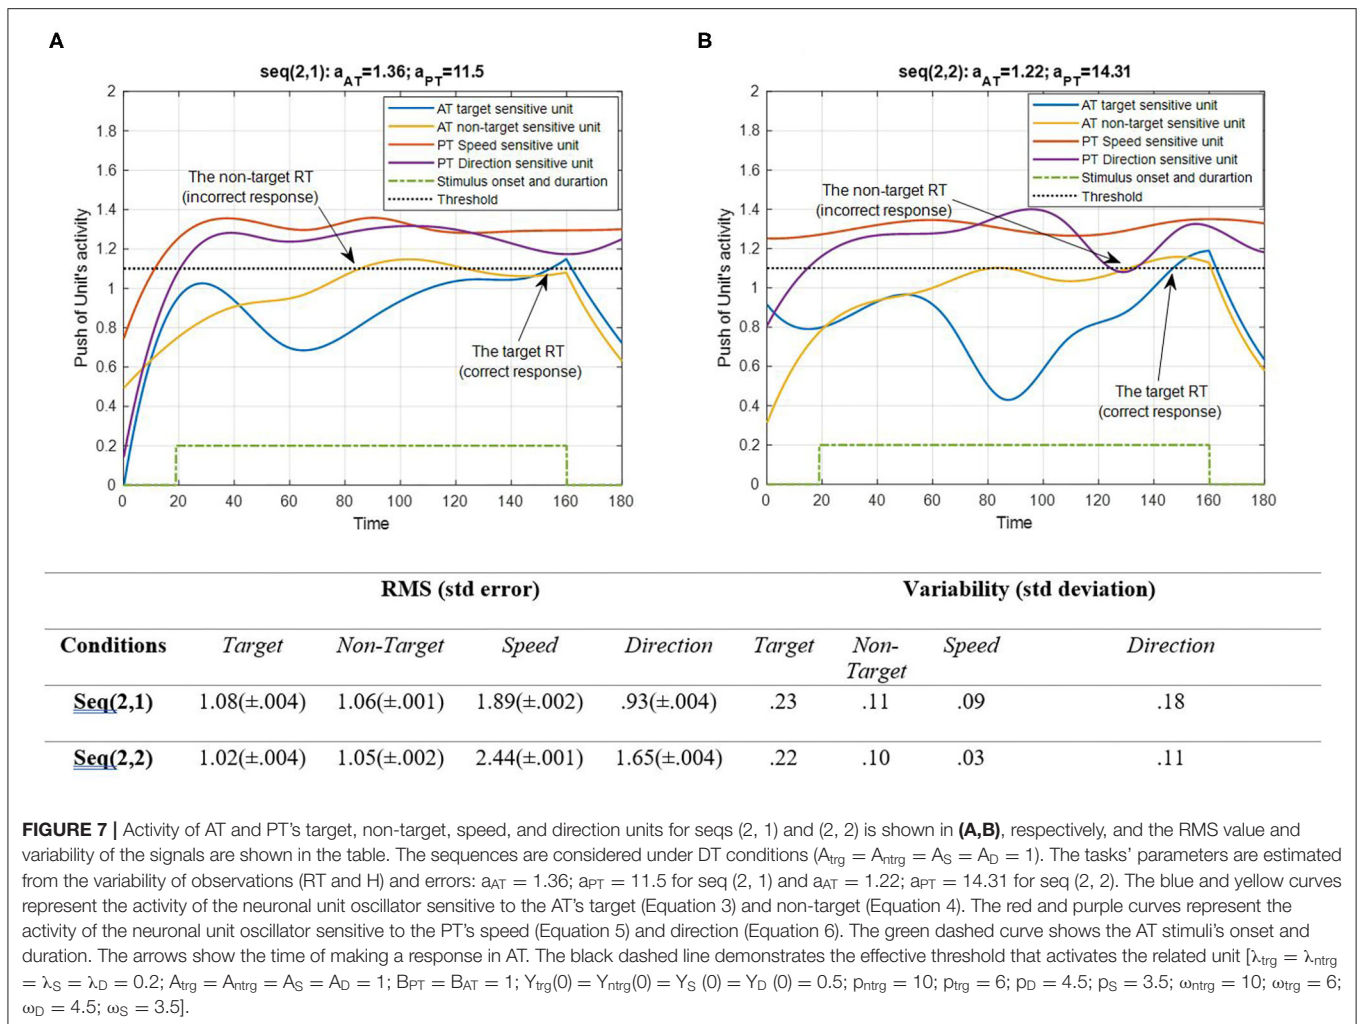 A
B
seq(2,1): a_AT=1.36; a_PT=11.5
seq(2,2): a_AT=1.22; a_PT=14.31
Push of Unit's activity
2
1.8
1.6
1.4
1.2
1
0.8
0.6
0.4
0.2
0
AT target sensitive unit
AT non-target sensitive unit
PT Speed sensitive unit
PT Direction sensitive unit
Stimulus onset and durartion
Threshold
The non-target RT
(incorrect response)
The target RT
(correct response)
0 20 40 60 80 100 120 140 160 180
Time
Push of Unit's activity
2
1.8
1.6
1.4
1.2
1
0.8
0.6
0.4
0.2
0
AT target sensitive unit
AT non-target sensitive unit
PT Speed sensitive unit
PT Direction sensitive unit
Stimulus onset and durartion
Threshold
The non-target RT
(incorrect response)
The target RT
(correct response)
0 20 40 60 80 100 120 140 160 180
Time
RMS (std error) Variability (std deviation)
Conditions Target Non-Target Speed Direction Target Non-
Target Speed Direction
Seq(2,1) 1.08(±.004) 1.06(±.001) 1.89(±.002) .93(±.004) .23 .11 .09 .18
Seq(2,2) 1.02(±.004) 1.05(±.002) 2.44(±.001) 1.65(±.004) .22 .10 .03 .11
FIGURE 7 | Activity of AT and PT's target, non-target, speed, and direction units for seqs (2, 1) and (2, 2) is shown in (A,B), respectively, and the RMS value and
variability of the signals are shown in the table. The sequences are considered under DT conditions (A_trg = A_ntrg = A_S = A_D = 1). The tasks' parameters are estimated
from the variability of observations (RT and H) and errors: a_AT = 1.36; a_PT = 11.5 for seq (2, 1) and a_AT = 1.22; a_PT = 14.31 for seq (2, 2). The blue and yellow curves
represent the activity of the neuronal unit oscillator sensitive to the AT's target (Equation 3) and non-target (Equation 4). The red and purple curves represent the
activity of the neuronal unit oscillator sensitive to the PT's speed (Equation 5) and direction (Equation 6). The green dashed curve shows the AT stimuli's onset and
duration. The arrows show the time of making a response in AT. The black dashed line demonstrates the effective threshold that activates the related unit [λ_trg = λ_ntrg
= λ_S = λ_D = 0.2; A_trg = A_ntrg = A_S = A_D = 1; B_PT = B_AT = 1; Y_trg(0) = Y_ntrg(0) = Y_S (0) = Y_D (0) = 0.5; p_ntrg = 10; p_trg = 6; p_D = 4.5; p_S = 3.5; ω_ntrg = 10; ω_trg = 6;
ω_D = 4.5; ω_S = 3.5].